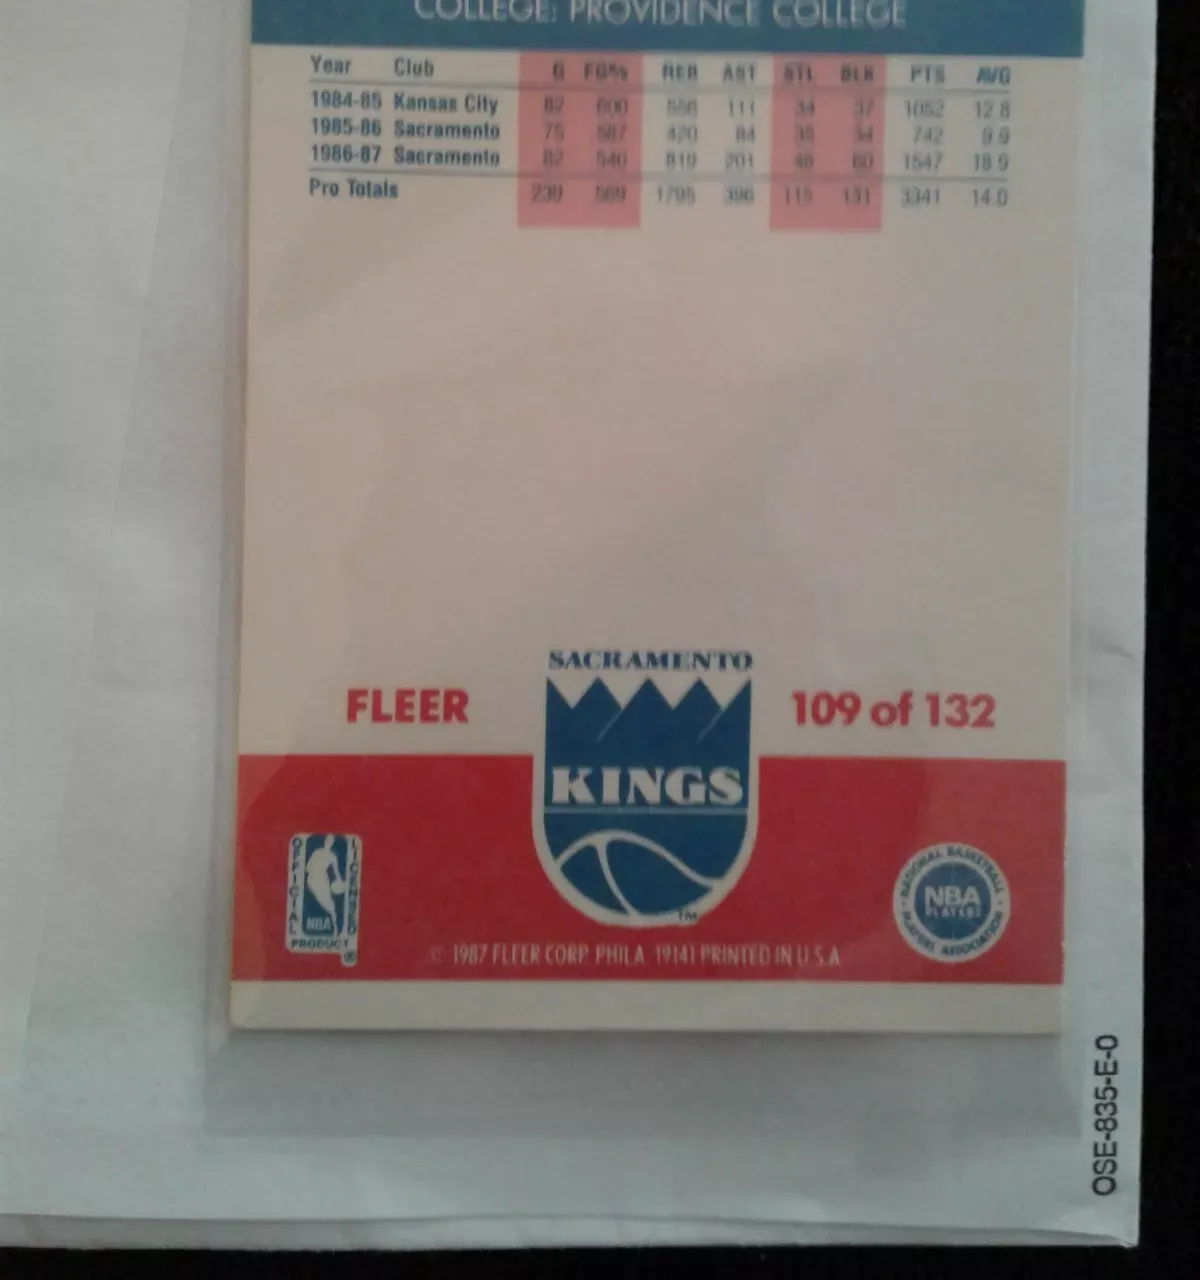 COLLEGE: PROVIDENCE COLLEGE
Year Club G FG% REB AST STL BLK PTS AVG
1984-85 Kansas City 82 .600 556 111 34 37 1052 12.8
1985-86 Sacramento 75 .587 420 84 35 34 742 9.9
1986-87 Sacramento 82 .540 819 201 46 60 1547 18.9
Pro Totals 239 .569 1795 396 115 131 3341 14.0
SACRAMENTO
FLEER
109 of 132
KINGS
TM
OFFICIAL LICENSED
NBA
PRODUCT ®
NATIONAL BASKETBALL
NBA
PLAYERS
PLAYERS ASSOCIATION
© 1987 FLEER CORP. PHILA. 19141 PRINTED IN U.S.A.
OSE-835-E-0